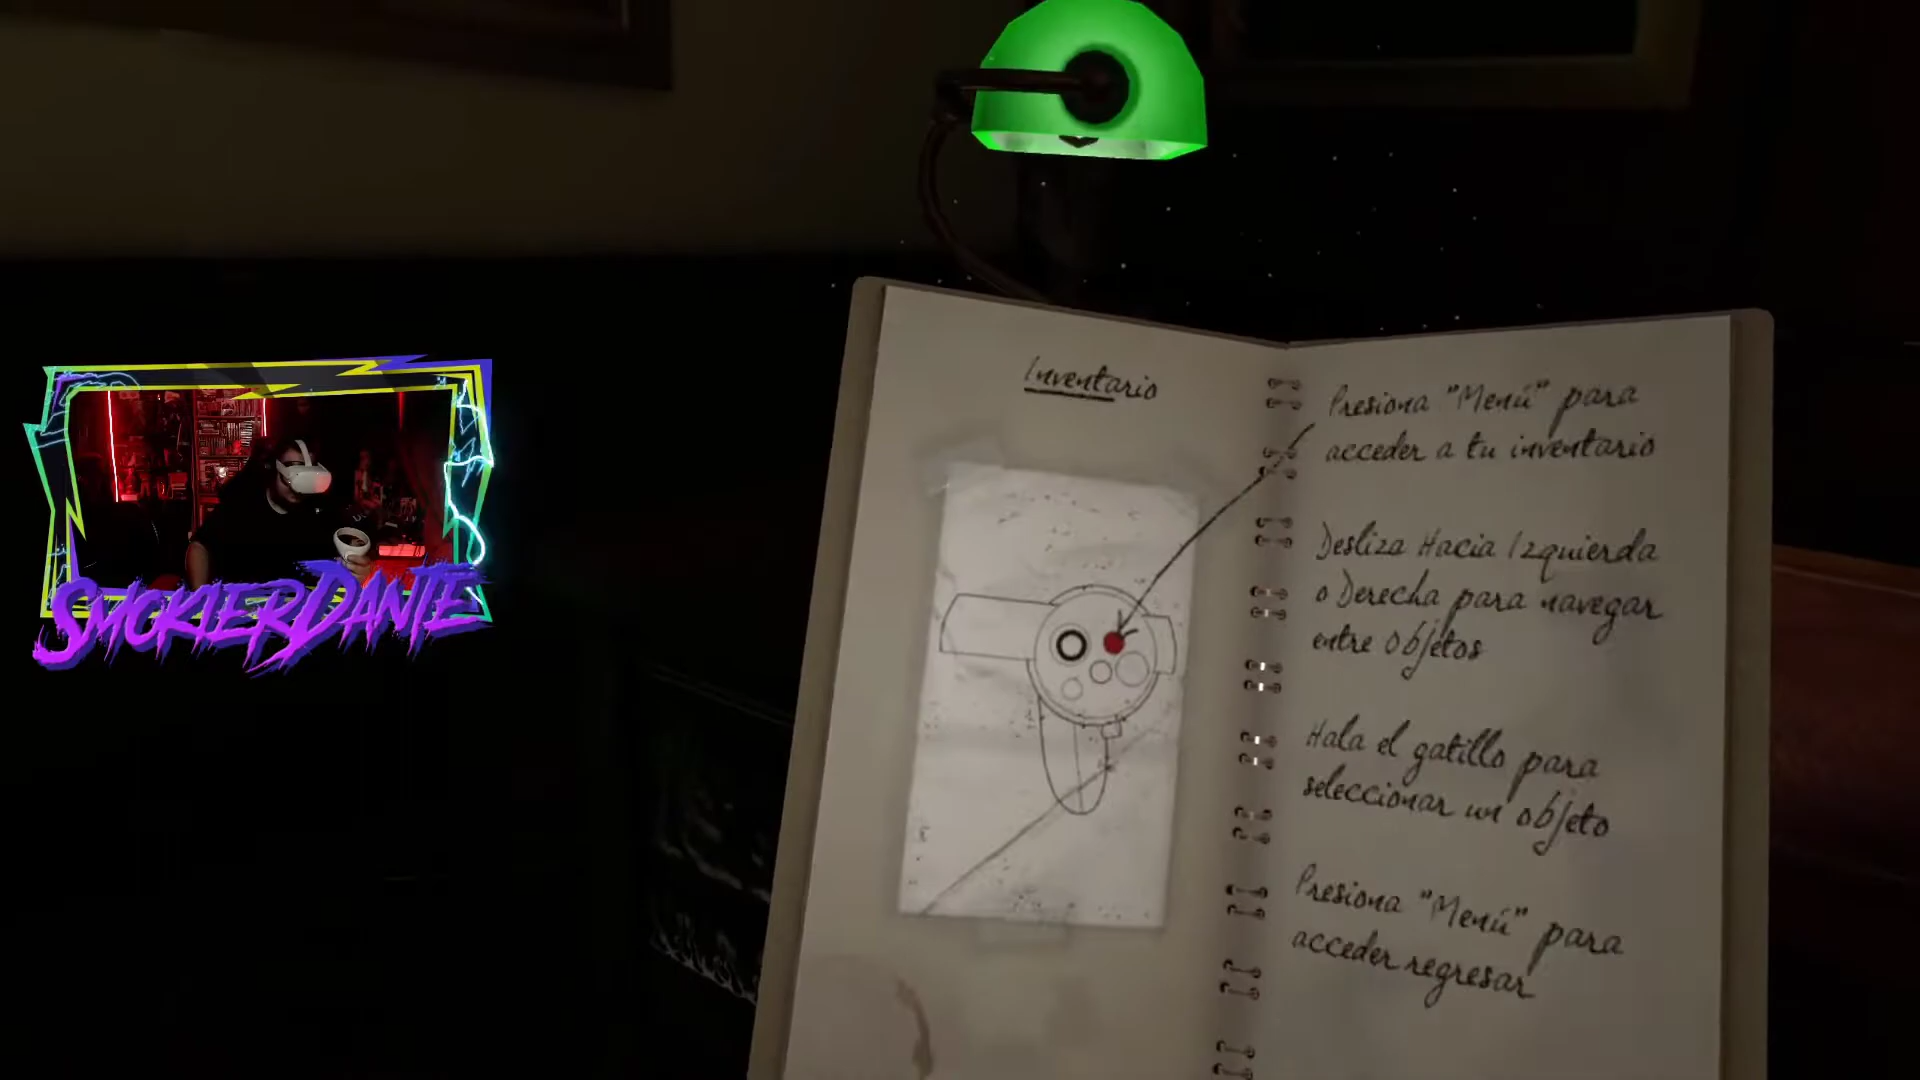 SMOKIERDANTE
Inventario
Presiona "Menú" para
acceder a tu inventario
Desliza Hacia Izquierda
o Derecha para navegar
entre Objetos
Hala el gatillo para
seleccionar un objeto
Presiona "Menú" para
acceder regresar